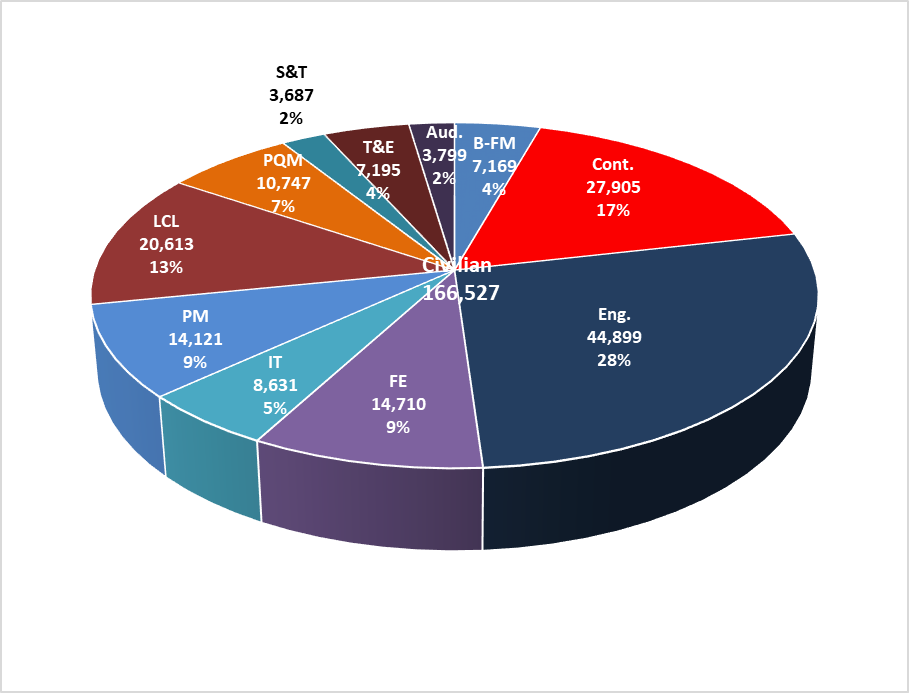 S&T
3,687
2%
Aud.
3,799
2%
B-FM
7,169
4%
T&E
7,195
4%
PQM
10,747
7%
Cont.
27,905
17%
LCL
20,613
13%
Civilian
166,527
PM
14,121
9%
Eng.
44,899
28%
IT
8,631
5%
FE
14,710
9%